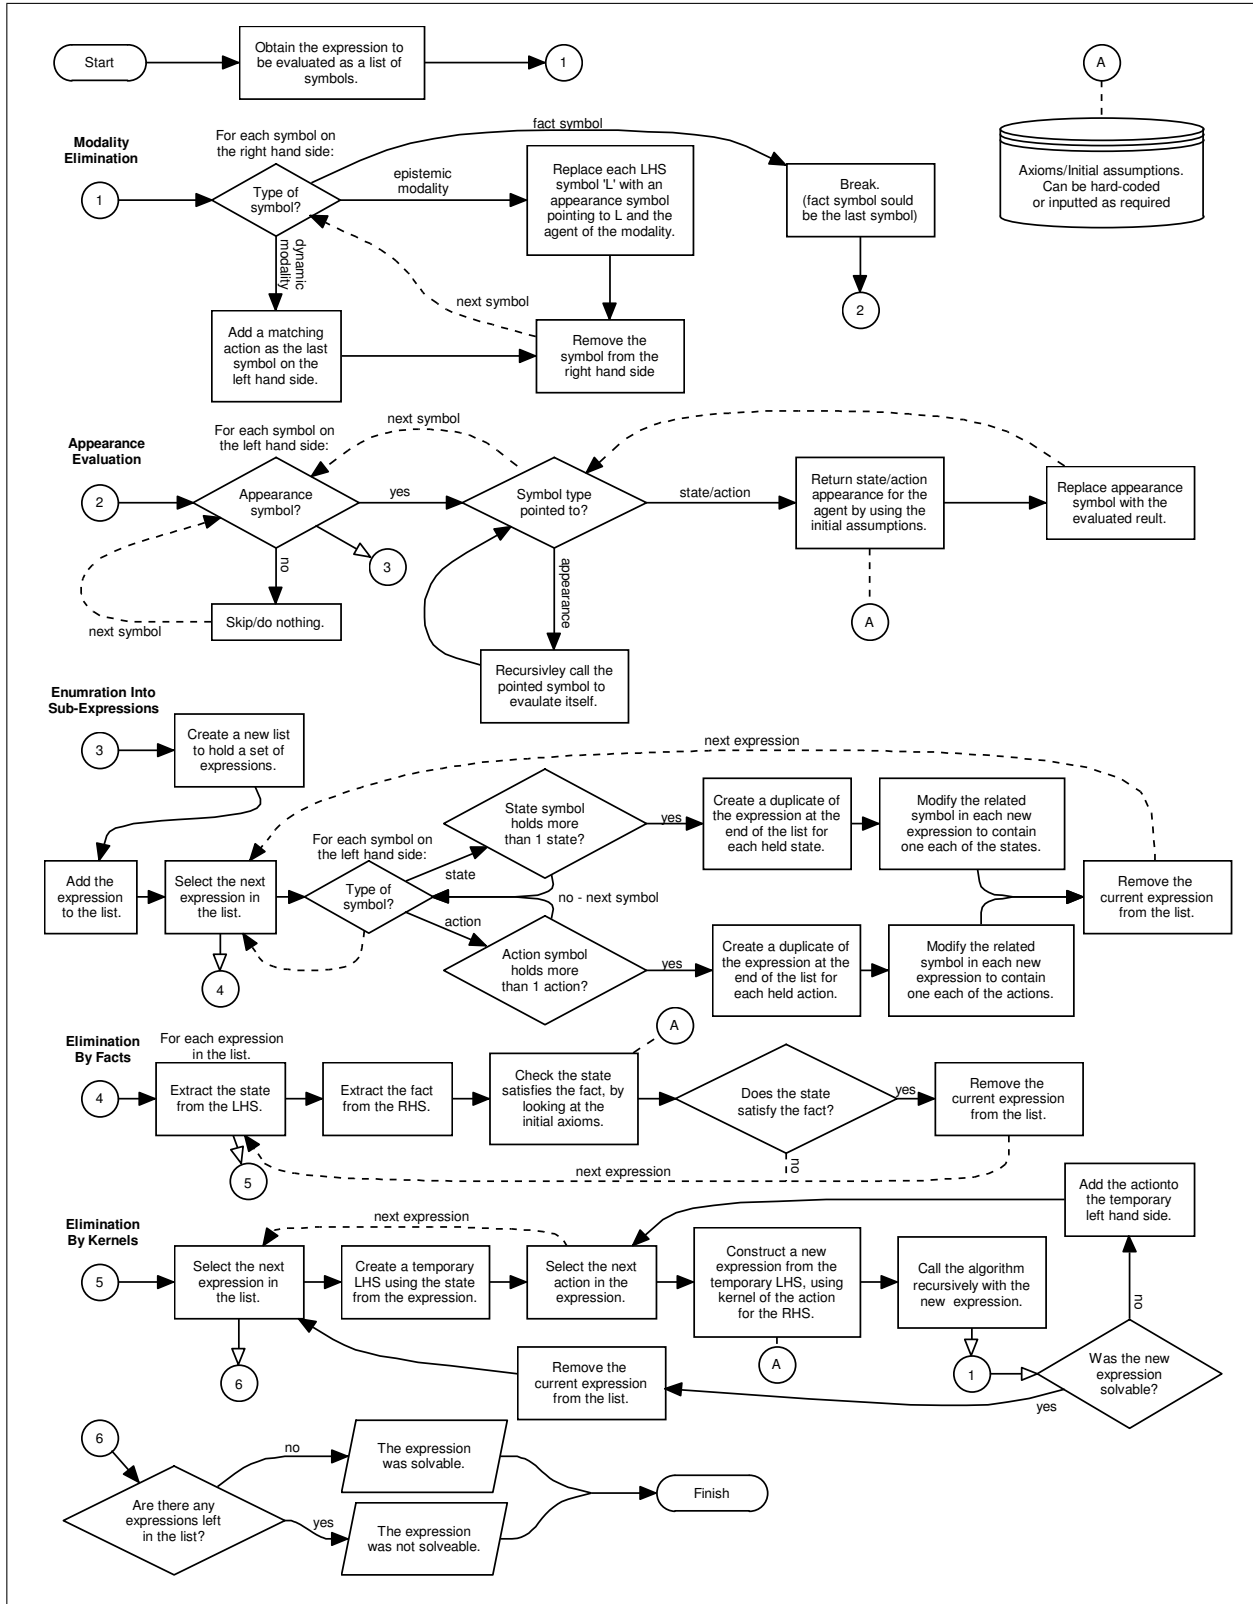 Start
Obtain the expression to
be evaluated as a list of
symbols.
1
A
Axioms/Initial assumptions.
Can be hard-coded
or inputted as required
Modality
Elimination
For each symbol on
the right hand side:
1
Type of
symbol?
fact symbol
epistemic
modality
dynamic
modality
Replace each LHS
symbol 'L' with an
appearance symbol
pointing to L and the
agent of the modality.
Break.
(fact symbol sould
be the last symbol)
2
next symbol
Add a matching
action as the last
symbol on the
left hand side.
Remove the
symbol from the
right hand side
Appearance
Evaluation
For each symbol on
the left hand side:
next symbol
2
Appearance
symbol?
yes
Symbol type
pointed to?
state/action
Return state/action
appearance for the
agent by using the
initial assumptions.
Replace appearance
symbol with the
evaluated reult.
3
no
appearance
A
next symbol
Skip/do nothing.
Recursivley call the
pointed symbol to
evaulate itself.
Enumration Into
Sub-Expressions
3
Create a new list
to hold a set of
expressions.
next expression
For each symbol on
the left hand side:
State symbol
holds more
than 1 state?
yes
Create a duplicate of
the expression at the
end of the list for
each held state.
Modify the related
symbol in each new
expression to contain
one each of the states.
Add the
expression
to the list.
Select the next
expression in
the list.
Type of
symbol?
state
action
no - next symbol
Remove the
current expression
from the list.
4
Action symbol
holds more
than 1 action?
yes
Create a duplicate of
the expression at the
end of the list for
each held action.
Modify the related
symbol in each new
expression to contain
one each of the actions.
Elimination
By Facts
For each expression
in the list.
A
4
Extract the state
from the LHS.
Extract the fact
from the RHS.
Check the state
satisfies the fact, by
looking at the
initial axioms.
Does the state
satisfy the fact?
yes
Remove the
current expression
from the list.
no
next expression
5
Elimination
By Kernels
next expression
Add the actionto
the temporary
left hand side.
5
Select the next
expression in
the list.
Create a temporary
LHS using the state
from the expression.
Select the next
action in the
expression.
Construct a new
expression from the
temporary LHS, using
kernel of the action
for the RHS.
Call the algorithm
recursively with the
new expression.
no
6
Remove the
current expression
from the list.
A
1
Was the new
expression
solvable?
yes
6
no
The expression
was solvable.
Are there any
expressions left
in the list?
yes
The expression
was not solveable.
Finish